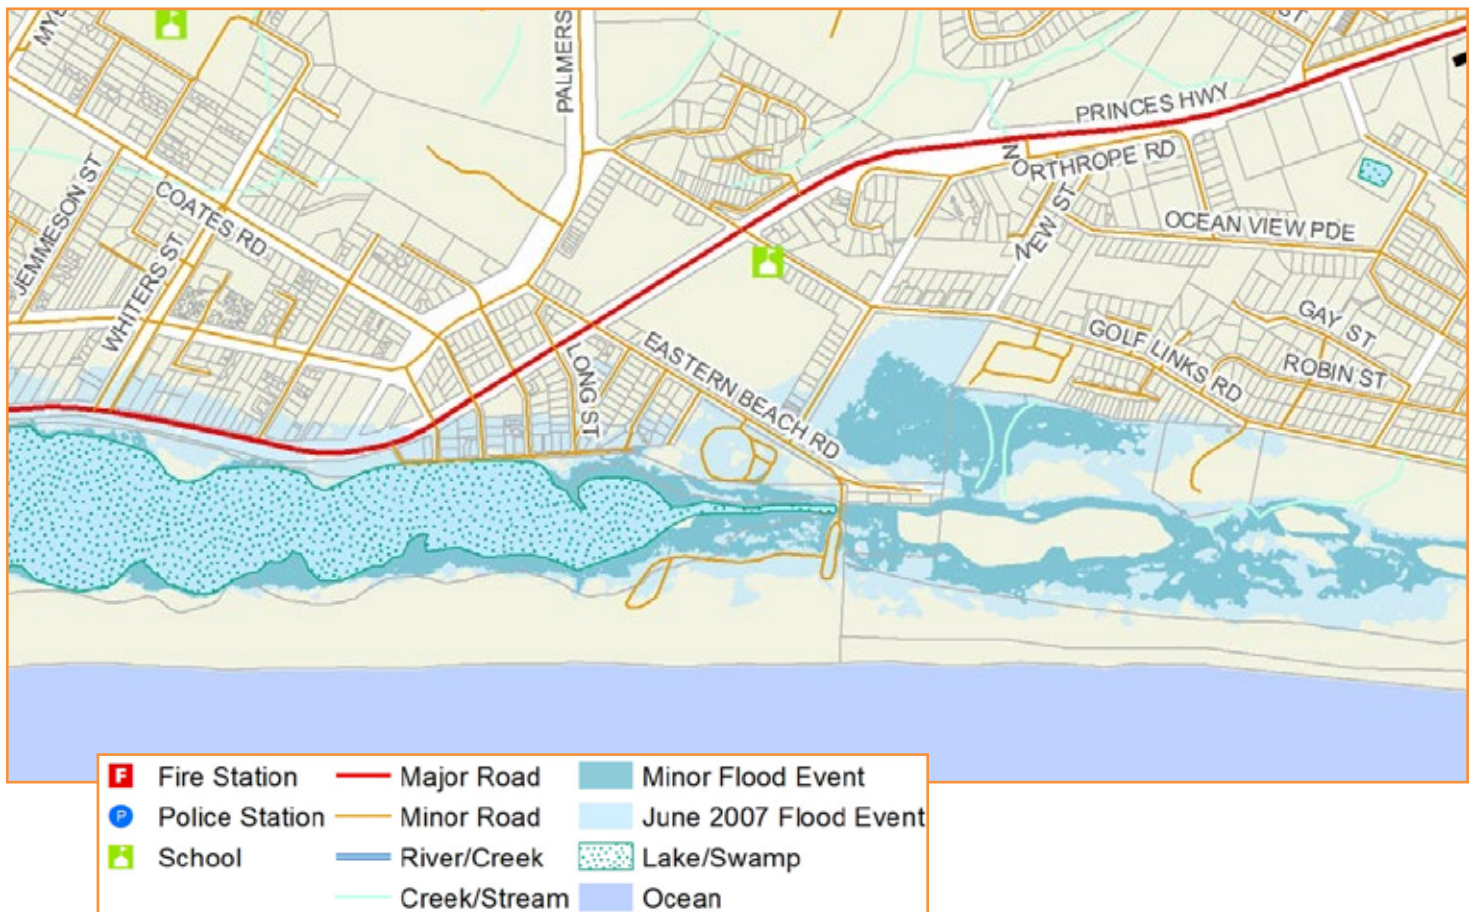 ST
PALMERS
PRINCES HWY
NORTHROPE RD
JEMMESON ST
COATES RD
WHITERS ST
NEW ST
OCEAN VIEW PDE
LONG ST
EASTERN BEACH RD
GOLF LINKS RD
GAY ST
ROBIN ST
F Fire Station
Major Road
Minor Flood Event
P Police Station
Minor Road
June 2007 Flood Event
School
River/Creek
Lake/Swamp
Creek/Stream
Ocean